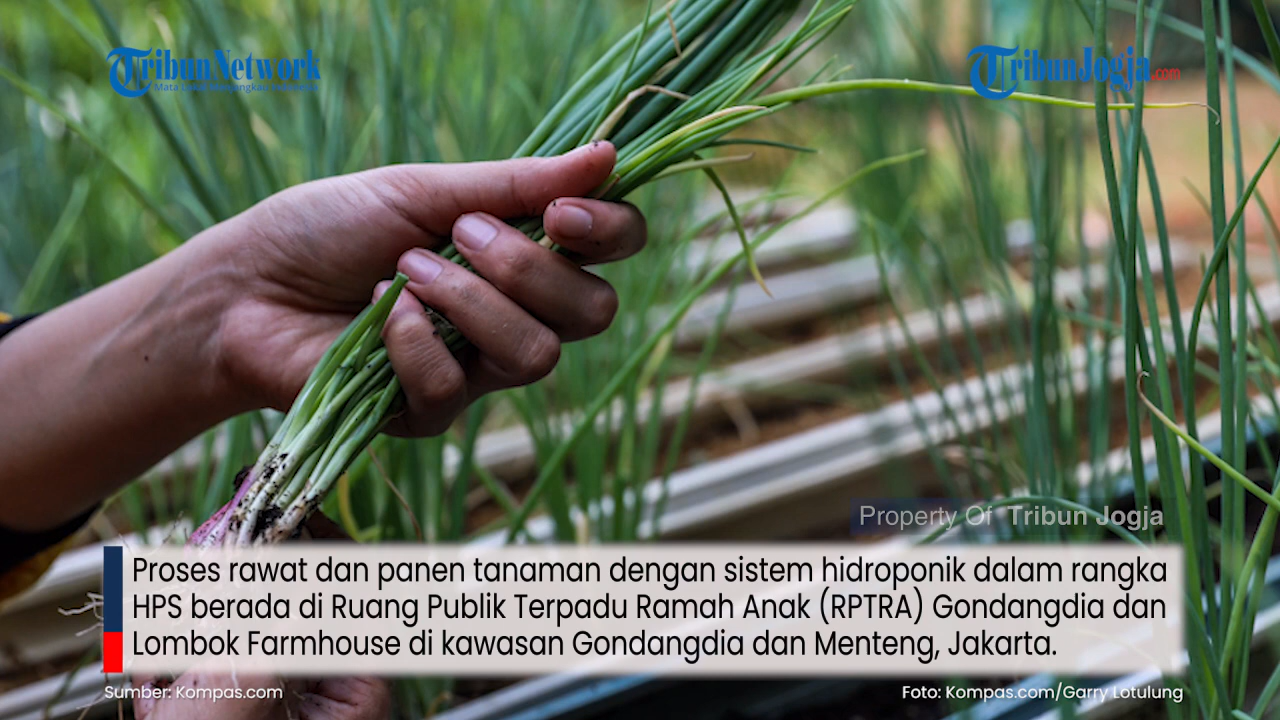 TribunNetwork
TribunJogja.com
Property Of Tribun Jogja
Proses rawat dan panen tanaman dengan sistem hidroponik dalam rangka
HPS berada di Ruang Publik Terpadu Ramah Anak (RPTRA) Gondangdia dan
Lombok Farmhouse di kawasan Gondangdia dan Menteng, Jakarta.
Sumber: Kompas.com
Foto: Kompas.com/Garry Lotulung